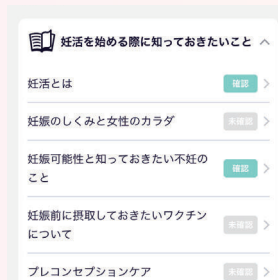 妊活を始める際に知っておきたいこと
妊活とは
確認
妊娠のしくみと女性のカラダ
未確認
妊娠可能性と知っておきたい不妊の
こと
確認
妊娠前に摂取しておきたいワクチン
について
未確認
プレコンセプションケア
未確認